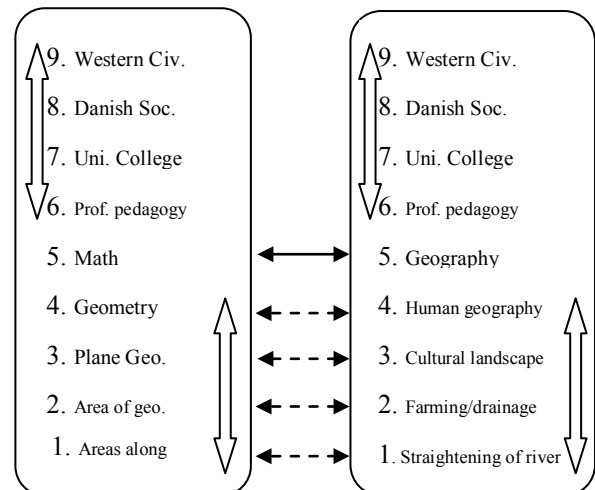 9. Western Civ.
8. Danish Soc.
7. Uni. College
6. Prof. pedagogy
5. Math
4. Geometry
3. Plane Geo.
2. Area of geo.
1. Areas along
9. Western Civ.
8. Danish Soc.
7. Uni. College
6. Prof. pedagogy
5. Geography
4. Human geography
3. Cultural landscape
2. Farming/drainage
1. Straightening of river